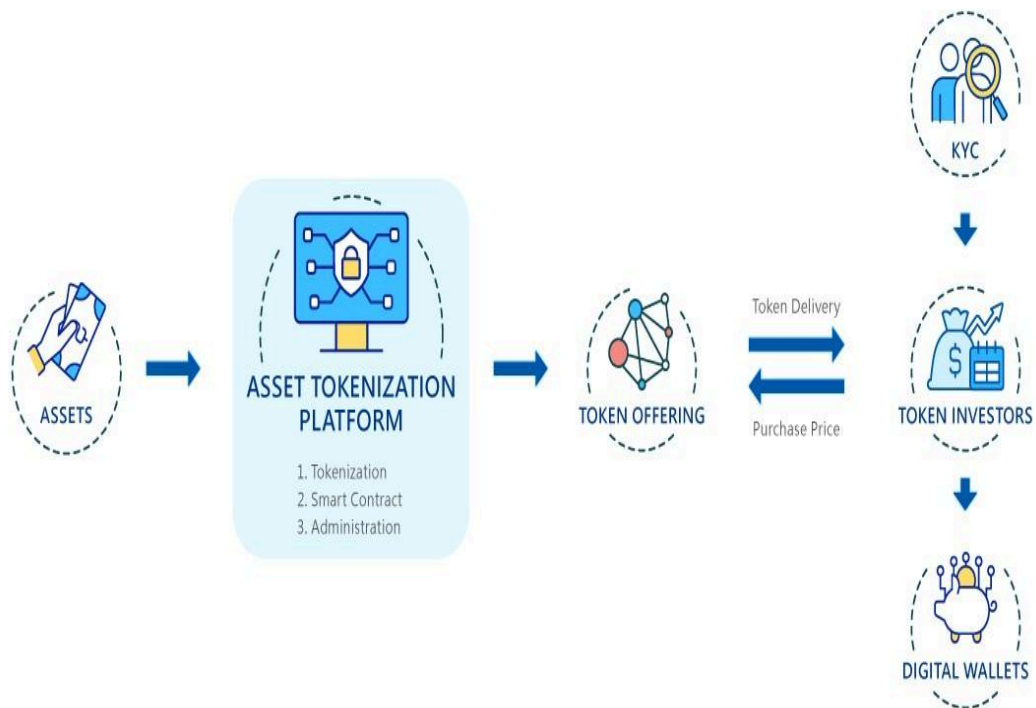 KYC
ASSETS
ASSET TOKENIZATION
PLATFORM
1. Tokenization
2. Smart Contract
3. Administration
TOKEN OFFERING
Token Delivery
Purchase Price
$
TOKEN INVESTORS
DIGITAL WALLETS